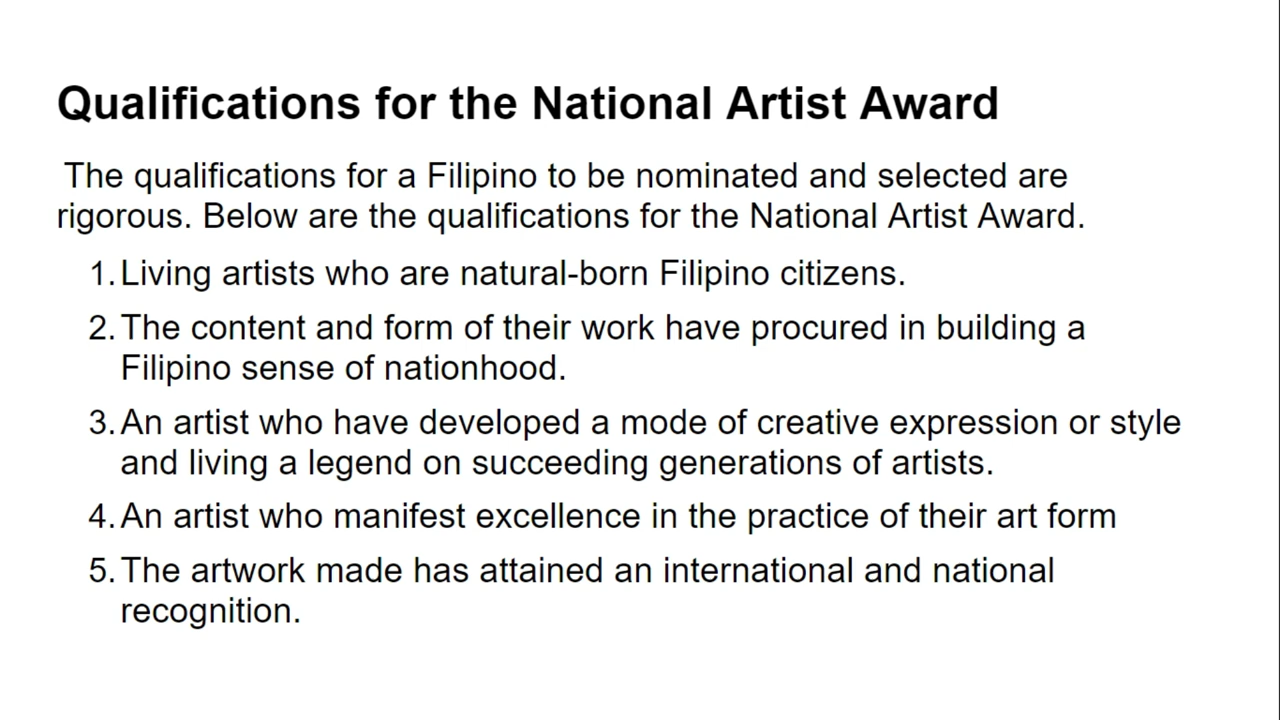 Qualifications for the National Artist Award
The qualifications for a Filipino to be nominated and selected are
rigorous. Below are the qualifications for the National Artist Award.
1. Living artists who are natural-born Filipino citizens.
2. The content and form of their work have procured in building a
Filipino sense of nationhood.
3. An artist who have developed a mode of creative expression or style
and living a legend on succeeding generations of artists.
4. An artist who manifest excellence in the practice of their art form
5. The artwork made has attained an international and national
recognition.